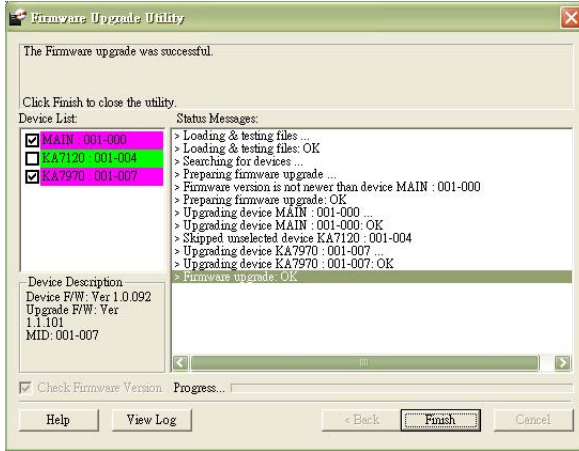 Firmware Upgrade Utility
The Firmware upgrade was successful.
Click Finish to close the utility.
Device List:
MAIN : 001-000
KA7120 : 001-004
KA7970 : 001-007
Status Messages:
> Loading & testing files ...
> Loading & testing files: OK
> Searching for devices ...
> Preparing firmware upgrade ...
> Firmware version is not newer than device MAIN : 001-000
> Preparing firmware upgrade: OK
> Upgrading device MAIN : 001-000 ...
> Upgrading device MAIN : 001-000: OK
> Skipped unselected device KA7120 : 001-004
> Upgrading device KA7970 : 001-007 ...
> Upgrading device KA7970 : 001-007: OK
> Firmware upgrade: OK
Device Description
Device F/W: Ver 1.0.092
Upgrade F/W: Ver
1.1.101
MID: 001-007
Check Firmware Version Progress...
Help View Log < Back Finish Cancel